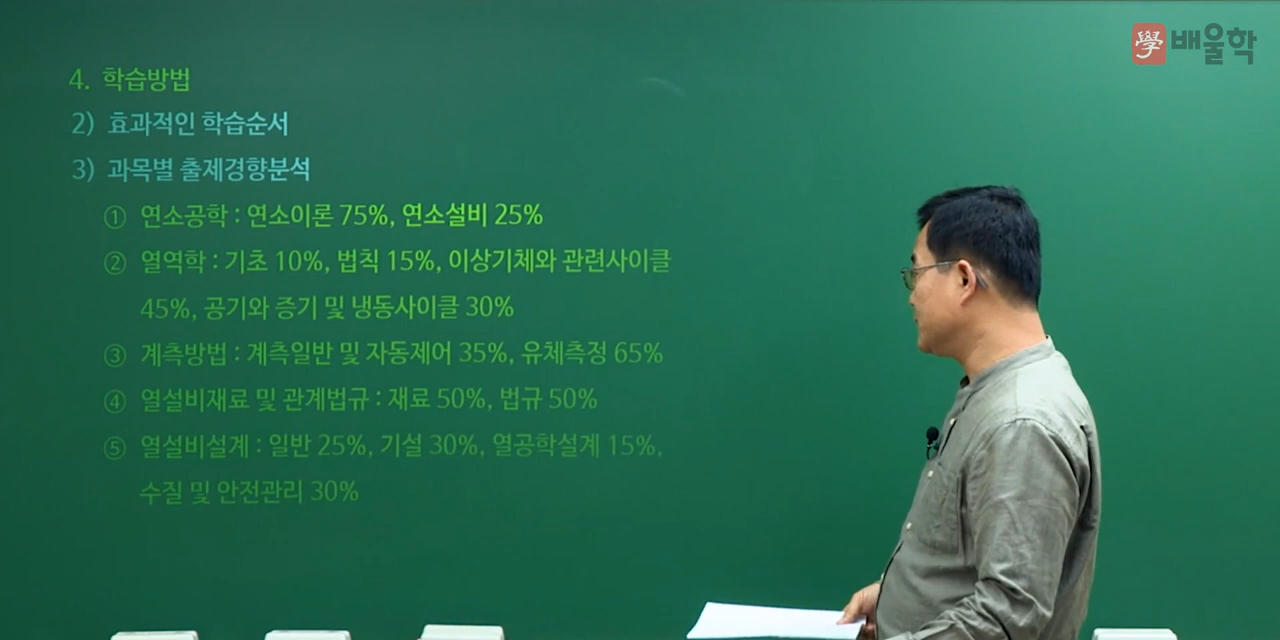 學 배울학
4. 학습방법
2) 효과적인 학습순서
3) 과목별 출제경향분석
① 연소공학 : 연소이론 75%, 연소설비 25%
② 열역학 : 기초 10%, 법칙 15%, 이상기체와 관련사이클
45%, 공기와 증기 및 냉동사이클 30%
③ 계측방법 : 계측일반 및 자동제어 35%, 유체측정 65%
④ 열설비재료 및 관계법규 : 재료 50%, 법규 50%
⑤ 열설비설계 : 일반 25%, 기설 30%, 열공학설계 15%,
수질 및 안전관리 30%